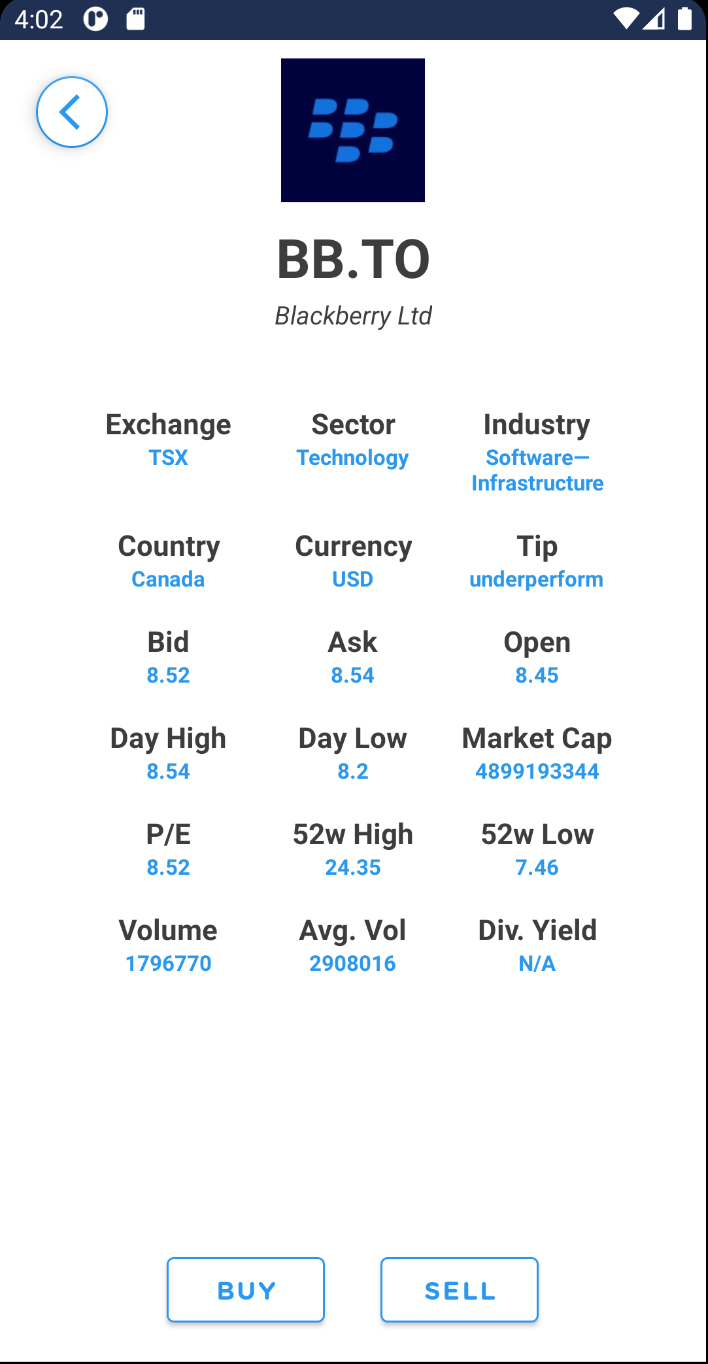 4:02
BB.TO
Blackberry Ltd
Exchange Sector Industry
TSX Technology Software—
Infrastructure
Country Currency Tip
Canada USD underperform
Bid Ask Open
8.52 8.54 8.45
Day High Day Low Market Cap
8.54 8.2 4899193344
P/E 52w High 52w Low
8.52 24.35 7.46
Volume Avg. Vol Div. Yield
1796770 2908016 N/A
BUY SELL